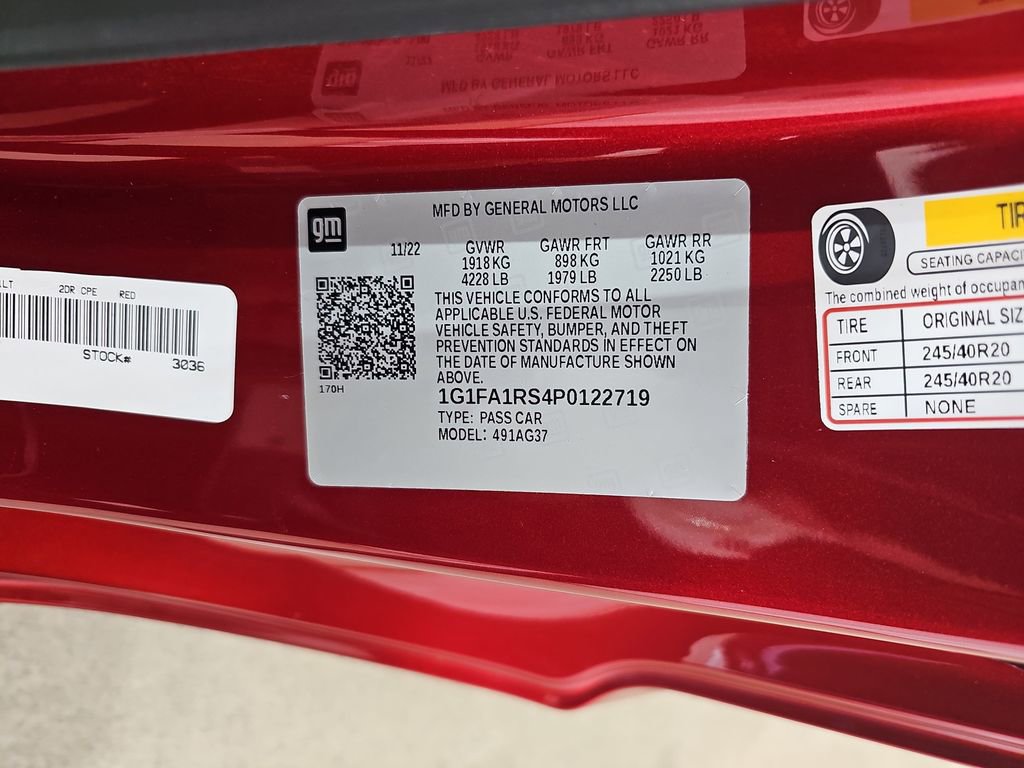 MFD BY GENERAL MOTORS LLC
gm
11/22 GVWR GAWR FRT GAWR RR
1918 KG 898 KG 1021 KG
4228 LB 1979 LB 2250 LB
THIS VEHICLE CONFORMS TO ALL
APPLICABLE U.S. FEDERAL MOTOR
VEHICLE SAFETY, BUMPER, AND THEFT
PREVENTION STANDARDS IN EFFECT ON
THE DATE OF MANUFACTURE SHOWN
ABOVE.
170H
1G1FA1RS4P0122719
TYPE: PASS CAR
MODEL: 491AG37
2DR CPE RED
STOCK# 3036
SEATING
The combined weight of
TIRE ORIGINAL
FRONT 245/40R20
REAR 245/40R20
SPARE NONE